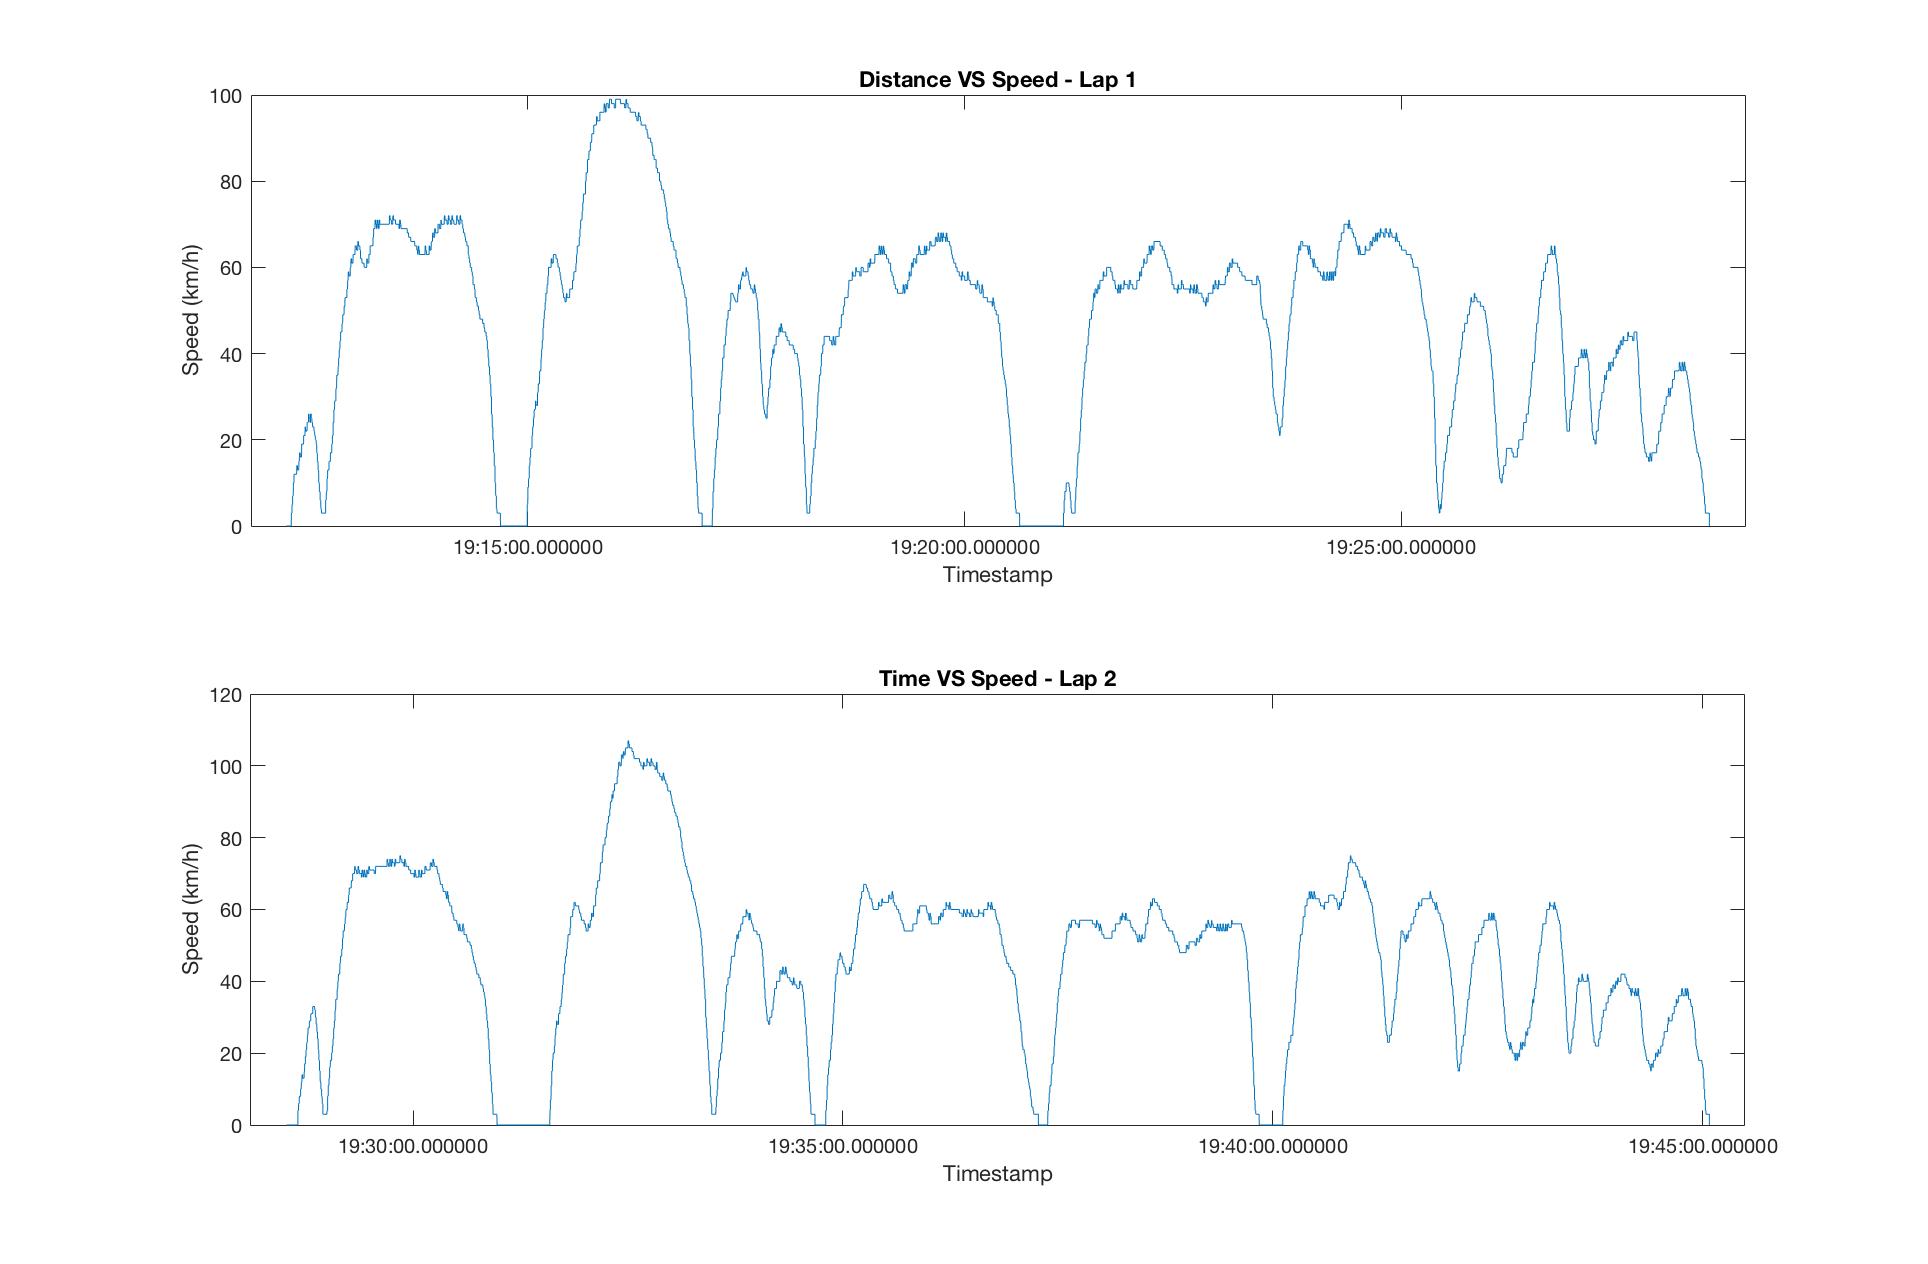 Distance VS Speed - Lap 1
100
80
60
40
20
0
Speed (km/h)
19:15:00.000000 19:20:00.000000 19:25:00.000000
Timestamp
Time VS Speed - Lap 2
120
100
80
60
40
20
0
Speed (km/h)
19:30:00.000000 19:35:00.000000 19:40:00.000000 19:45:00.000000
Timestamp